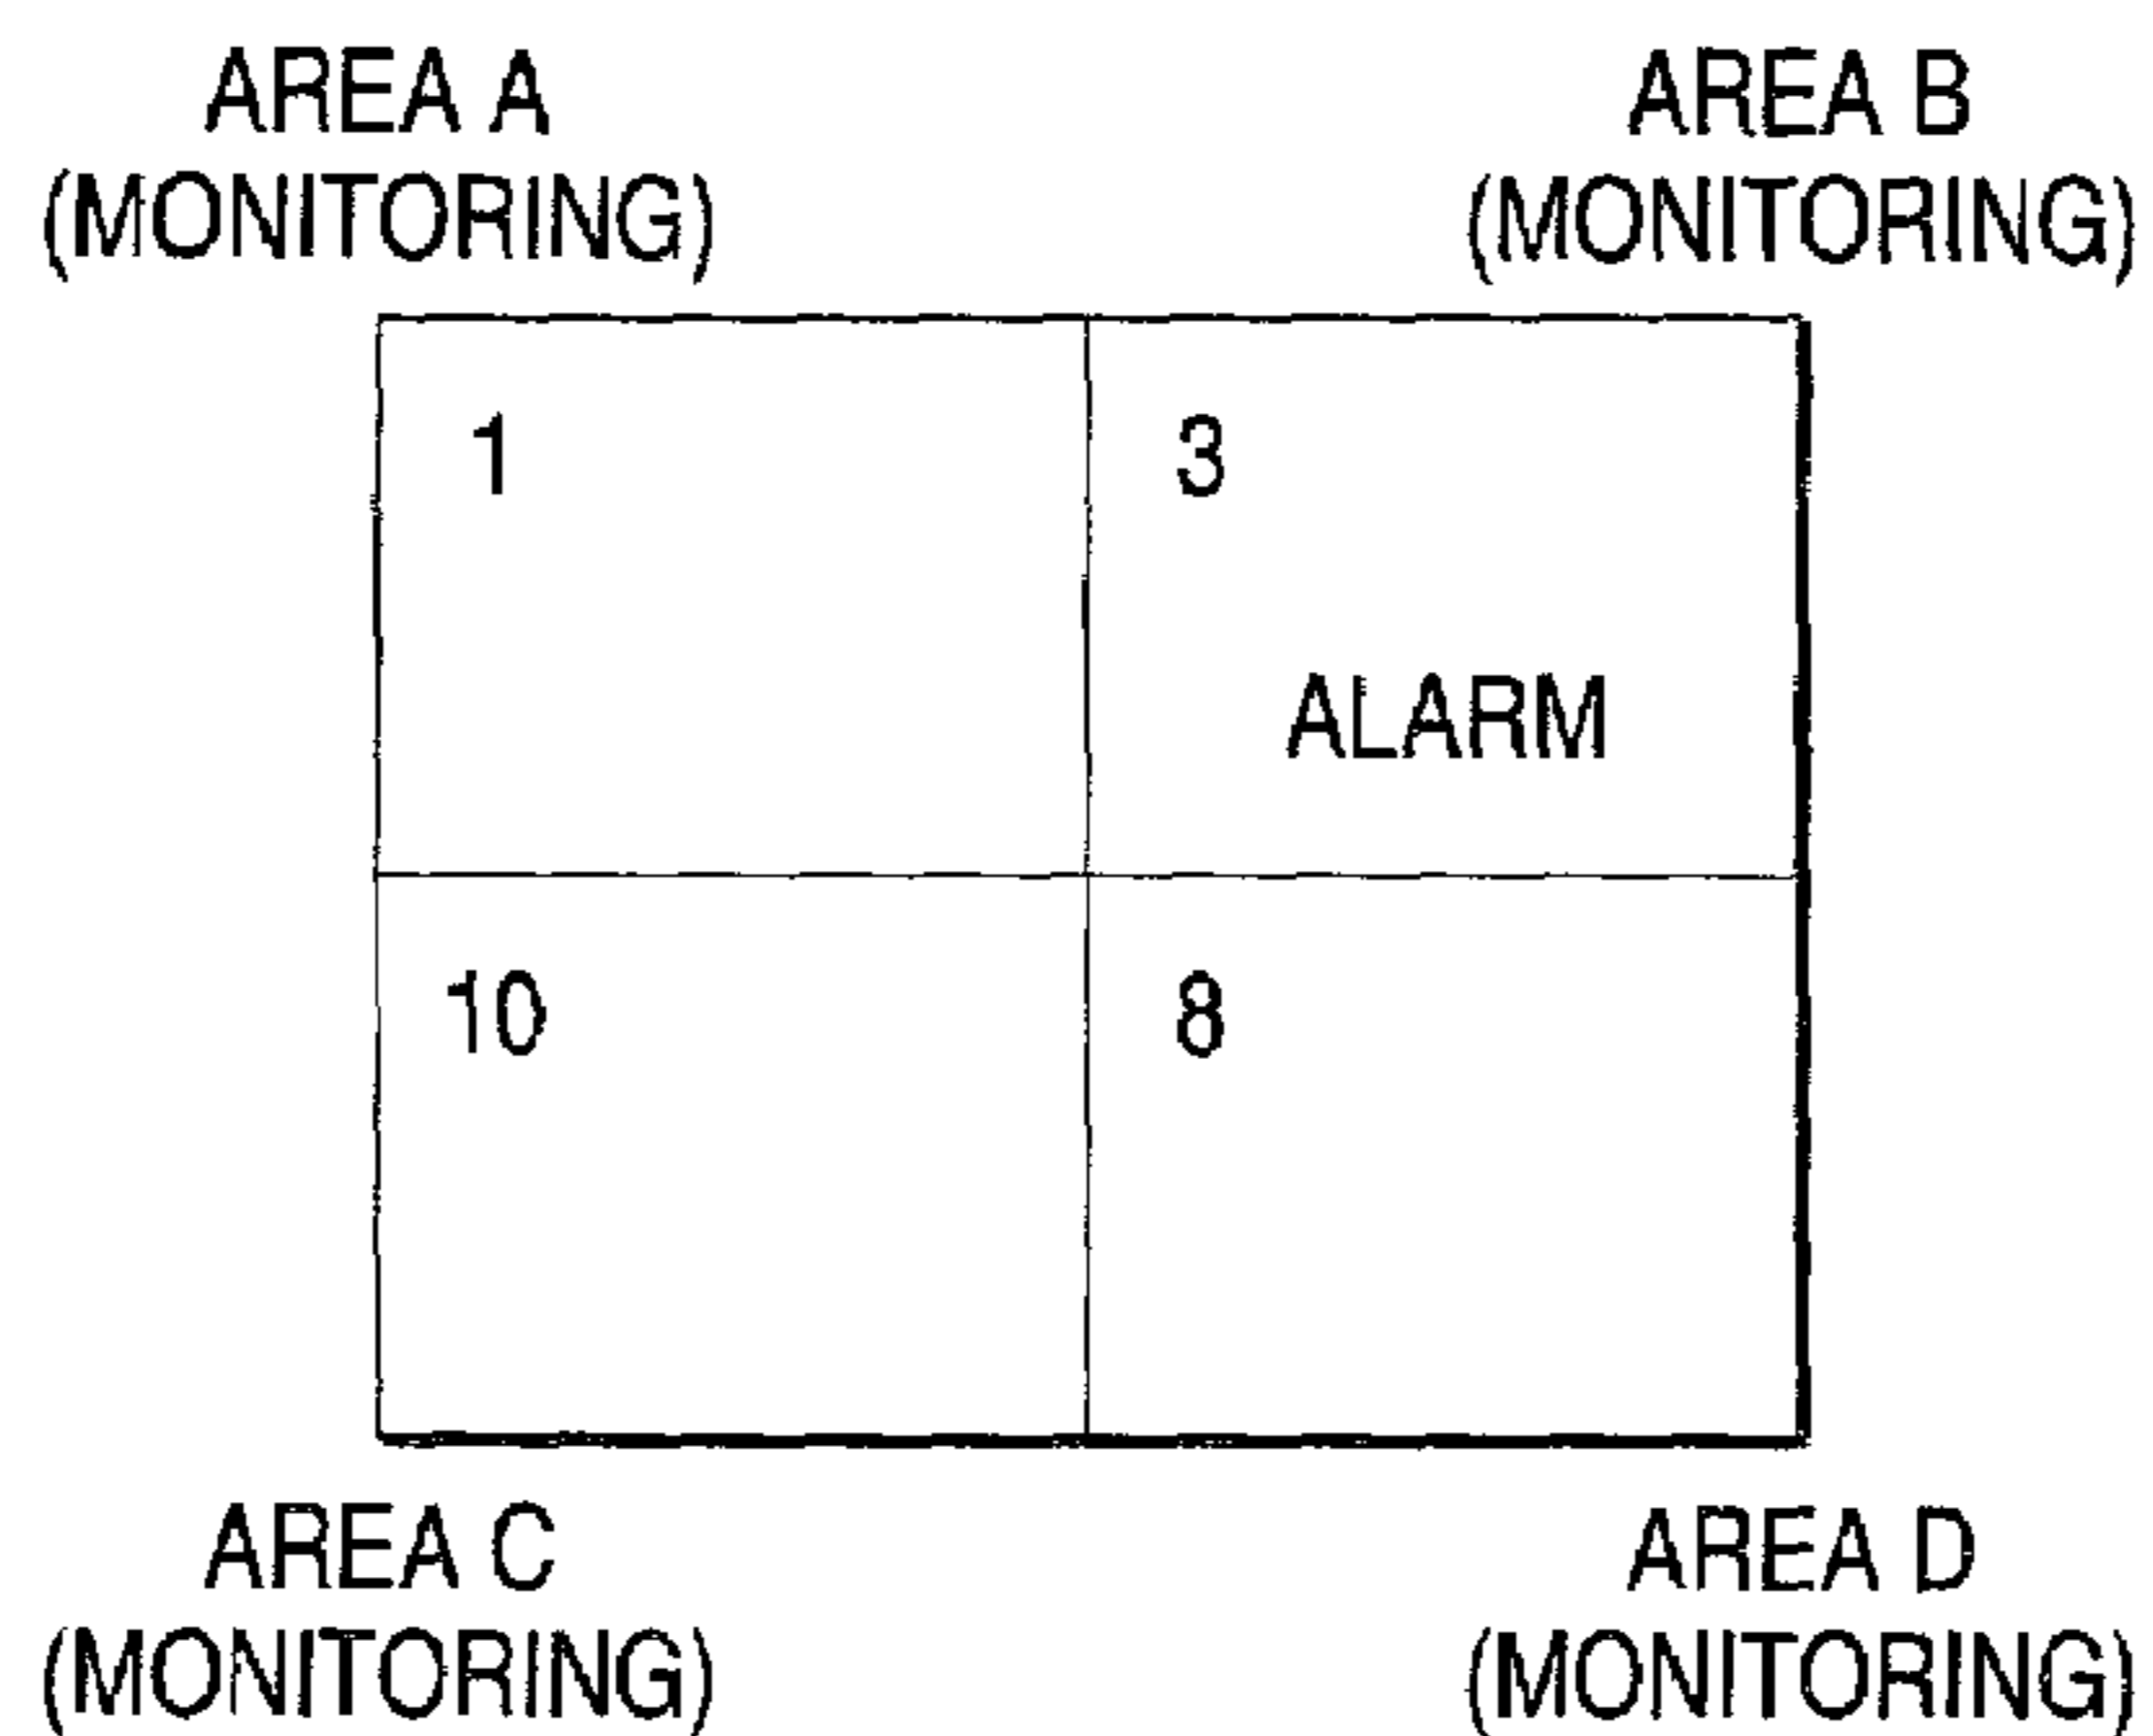 AREA A
(MONITORING)
AREA B
(MONITORING)
1
3
ALARM
10
8
AREA C
(MONITORING)
AREA D
(MONITORING)